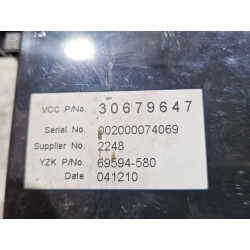 VCC P/No. 30679647
Serial No. 002000074069
Supplier No. 2248
YZK P/No. 69594-580
Date 041210